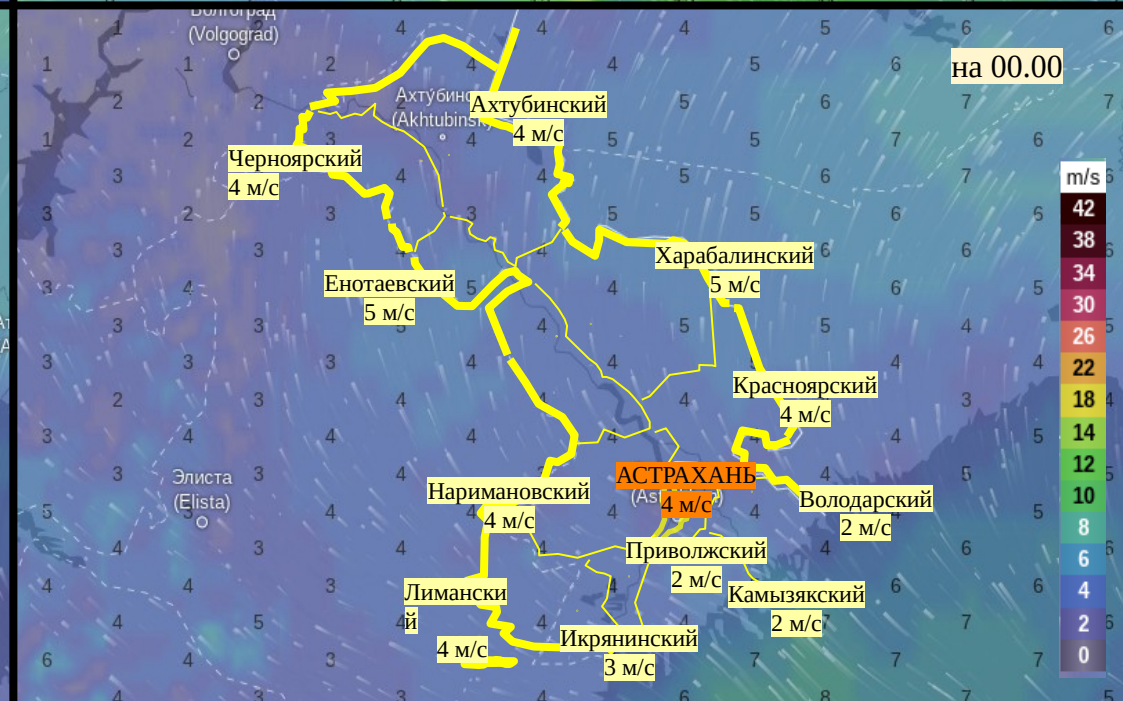 Волгоград
(Volgograd)
на 00.00
Ахтубинский
(Akhtubinsk)
4 м/с
Черноярский
4 м/с
m/s
42
38
34
30
26
22
18
14
12
10
8
6
4
2
0
Харабалинский
5 м/с
Енотаевский
5 м/с
Красноярский
4 м/с
АСТРАХАНЬ
4 м/с
Элиста
(Elista)
Наримановский
4 м/с
Володарский
2 м/с
Приволжский
2 м/с
Камызякский
2 м/с
Лимански
й
4 м/с
Икрянинский
3 м/с